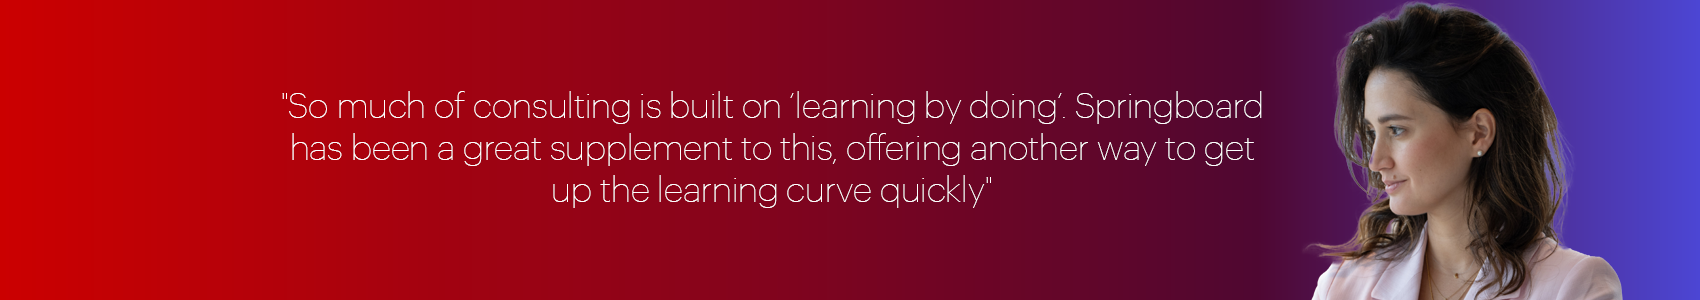 "So much of consulting is built on ‘learning by doing’. Springboard
has been a great supplement to this, offering another way to get
up the learning curve quickly"